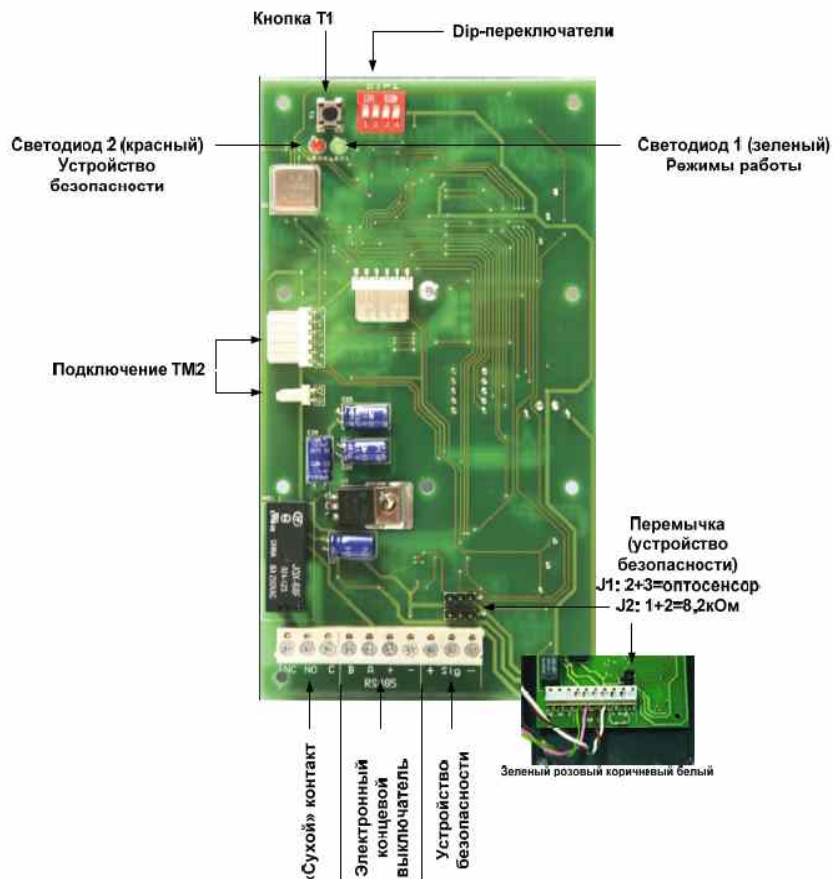 Кнопка Т1
Dip-переключатели
Светодиод 2 (красный)
Устройство
безопасности
Светодиод 1 (зеленый)
Режимы работы
Подключение ТМ2
Перемычка
(устройство
безопасности)
J1: 2+3=оптосенсор
J2: 1+2=8,2кОм
NC NO C B A + - + Sig -
RS485
Зеленый розовый коричневый белый
«Сухой» контакт
Электронный
концевой
выключатель
Устройство
безопасности